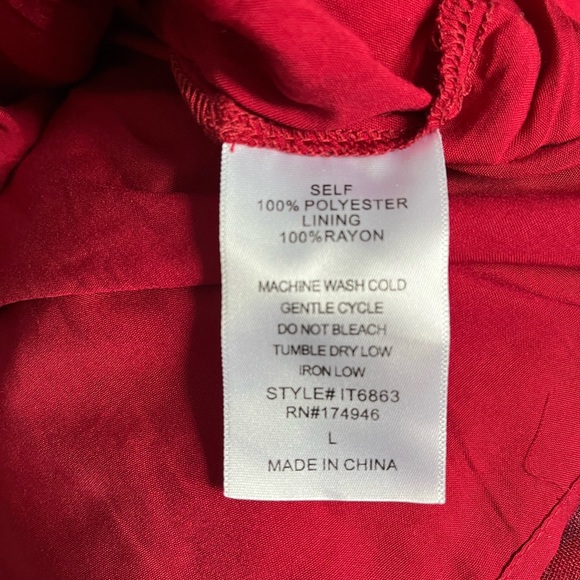 SELF
100% POLYESTER
LINING
100%RAYON
MACHINE WASH COLD
GENTLE CYCLE
DO NOT BLEACH
TUMBLE DRY LOW
IRON LOW
STYLE# IT6863
RN#174946
L
MADE IN CHINA